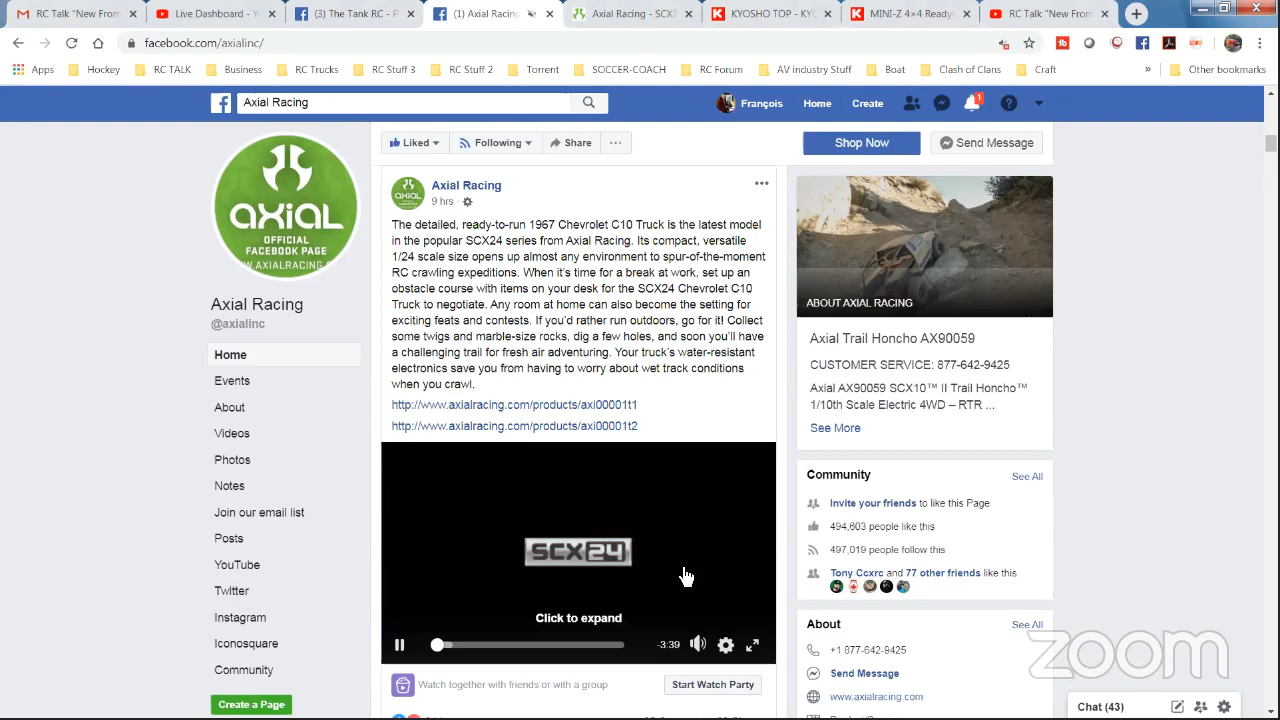 RC Talk "New From
Live Dashboard - Y
(3) The Tank RC - P
(1) Axial Racing
Axial Racing - SCX
KYOSHO TOP - KYO
MINI-Z 4×4 Readys
RC Talk "New From
facebook.com/axialinc/
Apps
Hockey
RC TALK
Business
RC Trucks
RC Stuff 3
RC Stuff 2
Torrent
SOCCER-COACH
RC Forum
AV industry Stuff
Boat
Clash of Clans
Craft
»
Other bookmarks
Axial Racing
François
Home
Create
1
Liked
Following
Share
Shop Now
Send Message
AXIAL
OFFICIAL
FACEBOOK PAGE
WWW.AXIALRACING.COM
Axial Racing
@axialinc
Home
Events
About
Videos
Photos
Notes
Join our email list
Posts
YouTube
Twitter
Instagram
Iconosquare
Community
Create a Page
Axial Racing
9 hrs ·
The detailed, ready-to-run 1967 Chevrolet C10 Truck is the latest model
in the popular SCX24 series from Axial Racing. Its compact, versatile
1/24 scale size opens up almost any environment to spur-of-the-moment
RC crawling expeditions. When it's time for a break at work, set up an
obstacle course with items on your desk for the SCX24 Chevrolet C10
Truck to negotiate. Any room at home can also become the setting for
exciting feats and contests. If you'd rather run outdoors, go for it! Collect
some twigs and marble-size rocks, dig a few holes, and soon you'll have
a challenging trail for fresh air adventuring. Your truck's water-resistant
electronics save you from having to worry about wet track conditions
when you crawl.
http://www.axialracing.com/products/axi00001t1
http://www.axialracing.com/products/axi00001t2
SCX24
Click to expand
-3:39
Watch together with friends or with a group
Start Watch Party
ABOUT AXIAL RACING
Axial Trail Honcho AX90059
CUSTOMER SERVICE: 877-642-9425
Axial AX90059 SCX10™ II Trail Honcho™
1/10th Scale Electric 4WD – RTR ...
See More
Community
See All
Invite your friends to like this Page
494,603 people like this
497,019 people follow this
Tony Ccxrc and 77 other friends like this
About
See All
+1 877-642-9425
Send Message
www.axialracing.com
zoom
Chat (43)